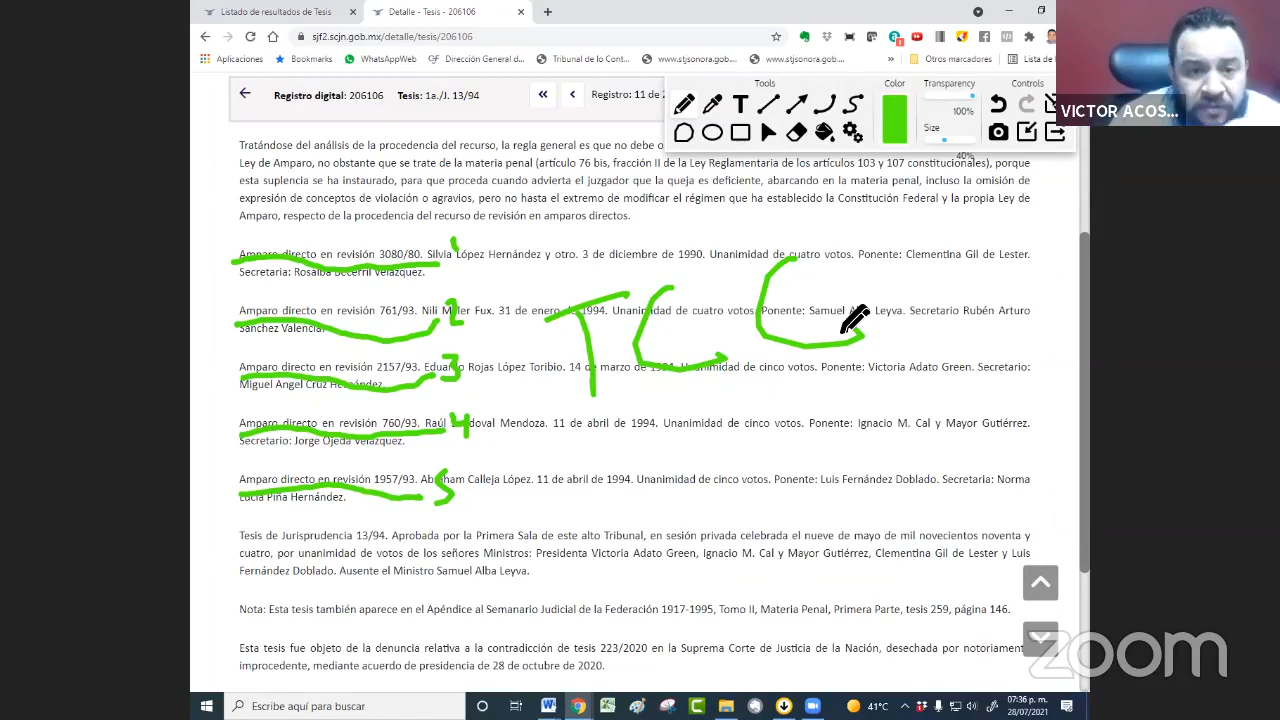 Listado de resultados de Tesis
Detalle - Tesis - 206106
sjf2.scjn.gob.mx/detalle/tesis/206106
Aplicaciones
Bookmarks
WhatsAppWeb
Dirección General d...
Tribunal de lo Cont...
www.stjsonora.gob....
www.stjsonora.gob....
»
Otros marcadores
Lista de
Registro digital: 206106 Tesis: 1a./J. 13/94
Registro: 11 de 2
Tools
Color
Transparency
Controls
100%
Size
40%
VICTOR ACOS...
Tratándose del análisis de la procedencia del recurso, la regla general es que no debe o
Ley de Amparo, no obstante que se trate de la materia penal (artículo 76 bis, fracción II de la Ley Reglamentaria de los artículos 103 y 107 constitucionales), porque
esta suplencia se ha instaurado, para que proceda cuando advierta el juzgador que la queja es deficiente, abarcando en la materia penal, incluso la omisión de
expresión de conceptos de violación o agravios, pero no hasta el extremo de modificar el régimen que ha establecido la Constitución Federal y la propia Ley de
Amparo, respecto de la procedencia del recurso de revisión en amparos directos.
Amparo directo en revisión 3080/80. Silvia López Hernández y otro. 3 de diciembre de 1990. Unanimidad de cuatro votos. Ponente: Clementina Gil de Lester.
Secretaria: Rosalba Becerril Velázquez.
1
Amparo directo en revisión 761/93. Nili Miller Fux. 31 de enero de 1994. Unanimidad de cuatro votos. Ponente: Samuel Leyva. Secretario Rubén Arturo
Sánchez Valencia.
2
Amparo directo en revisión 2157/93. Eduardo Rojas López Toribio. 14 de marzo de 1994. Unanimidad de cinco votos. Ponente: Victoria Adato Green. Secretario:
Miguel Angel Cruz Hernández.
3
Amparo directo en revisión 760/93. Raúl Sandoval Mendoza. 11 de abril de 1994. Unanimidad de cinco votos. Ponente: Ignacio M. Cal y Mayor Gutiérrez.
Secretario: Jorge Ojeda Velázquez.
4
Amparo directo en revisión 1957/93. Abraham Calleja López. 11 de abril de 1994. Unanimidad de cinco votos. Ponente: Luis Fernández Doblado. Secretaria: Norma
Lucía Piña Hernández.
5
TCC
Tesis de Jurisprudencia 13/94. Aprobada por la Primera Sala de este alto Tribunal, en sesión privada celebrada el nueve de mayo de mil novecientos noventa y
cuatro, por unanimidad de votos de los señores Ministros: Presidenta Victoria Adato Green, Ignacio M. Cal y Mayor Gutiérrez, Clementina Gil de Lester y Luis
Fernández Doblado. Ausente el Ministro Samuel Alba Leyva.
Nota: Esta tesis también aparece en el Apéndice al Semanario Judicial de la Federación 1917-1995, Tomo II, Materia Penal, Primera Parte, tesis 259, página 146.
Esta tesis fue objeto de denuncia relativa a la contradicción de tesis 223/2020 en la Suprema Corte de Justicia de la Nación, desechada por notoriament
improcedente, mediante acuerdo de presidencia de 28 de octubre de 2020.
zoom
Escribe aquí para buscar
41°C
07:36 p. m.
28/07/2021